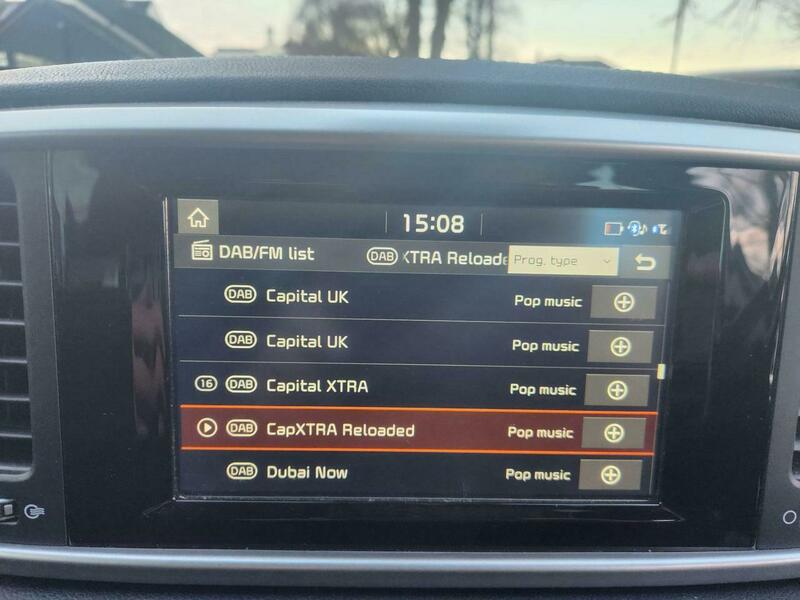 15:08
DAB/FM list DAB XTRA Reloade Prog. type
DAB Capital UK Pop music
DAB Capital UK Pop music
16 DAB Capital XTRA Pop music
DAB CapXTRA Reloaded Pop music
DAB Dubai Now Pop music